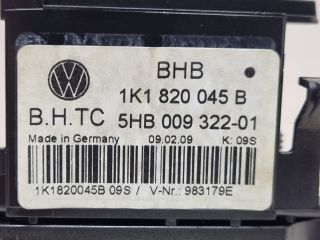 BHB
1K1 820 045 B
B.H.TC 5HB 009 322-01
Made in Germany 09.02.09 K: 09S
1K1820045B 09S / V-Nr.: 983179E